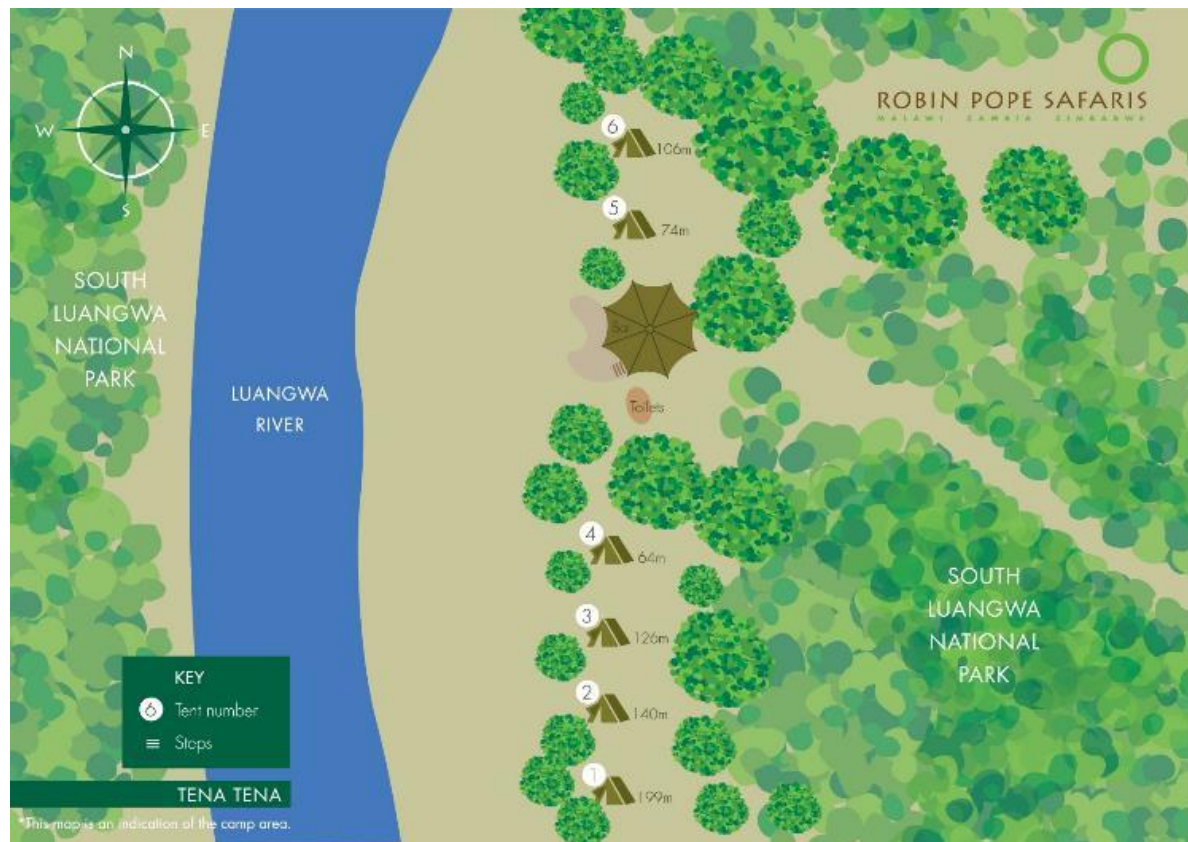 N
W
E
S
ROBIN POPE SAFARIS
MALAWI ZAMBIA ZIMBABWE
6
106m
5
74m
SOUTH
LUANGWA
NATIONAL
PARK
Bar
LUANGWA
RIVER
Toilets
4
64m
SOUTH
LUANGWA
NATIONAL
PARK
3
126m
2
140m
1
199m
KEY
6 Tent number
Steps
TENA TENA
*This map is an indication of the camp area.